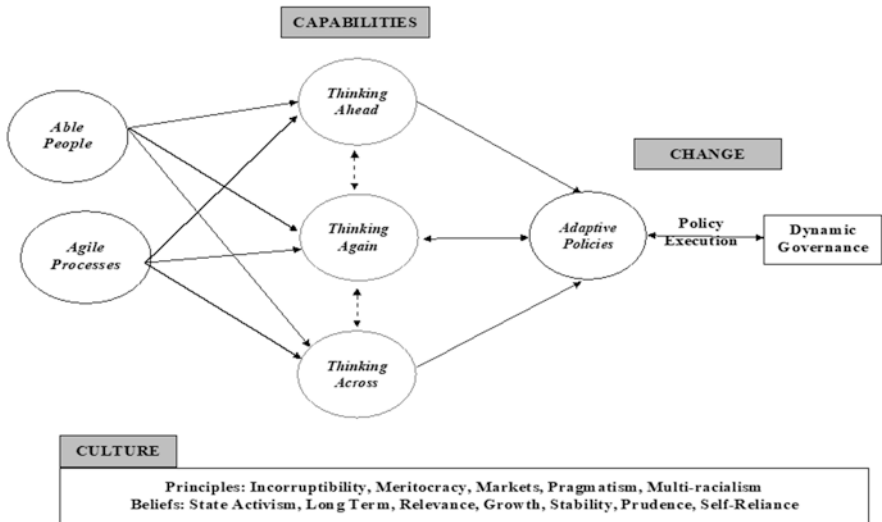 CAPABILITIES
Thinking
Ahead
Able
People
CHANGE
Thinking
Again
Adaptive
Policies
Policy
Execution
Dynamic
Governance
Agile
Processes
Thinking
Across
CULTURE
Principles: Incorruptibility, Meritocracy, Markets, Pragmatism, Multi-racialism
Beliefs: State Activism, Long Term, Relevance, Growth, Stability, Prudence, Self-Reliance